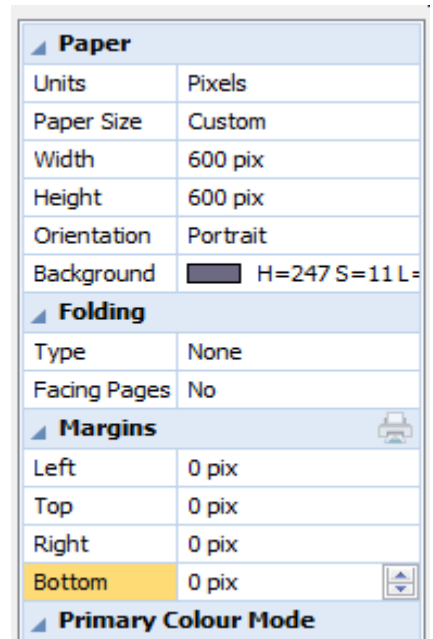 Paper
Units Pixels
Paper Size Custom
Width 600 pix
Height 600 pix
Orientation Portrait
Background H=247 S=11 L=
Folding
Type None
Facing Pages No
Margins
Left 0 pix
Top 0 pix
Right 0 pix
Bottom 0 pix
Primary Colour Mode